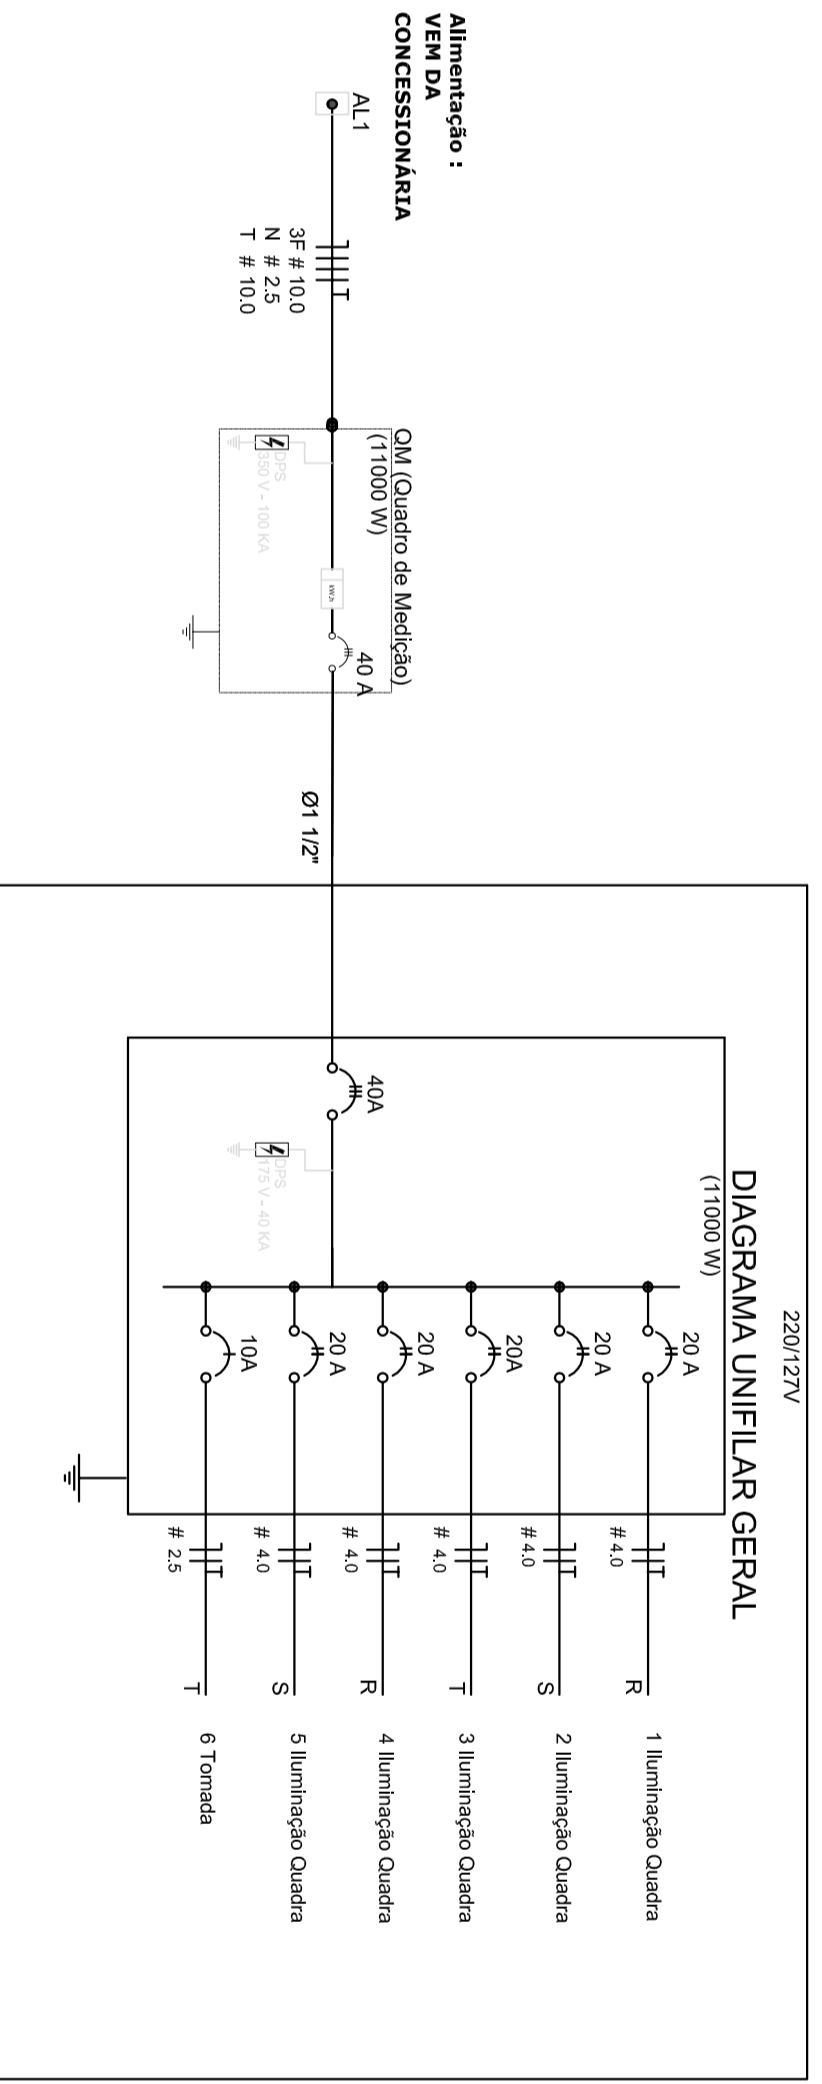 220/127V
DIAGRAMA UNIFILAR GERAL
(11000 W)
Alimentação :
VEM DA
CONCESSIONÁRIA
AL1
3F # 10.0
N # 2.5
T # 10.0
QM (Quadro de Medição)
(11000 W)
DPS
350 V - 100 KA
kW.h
40 A
Ø1 1/2"
40A
DPS
175 V - 40 KA
20 A
# 4.0
R
1 Iluminação Quadra
20 A
# 4.0
S
2 Iluminação Quadra
20A
# 4.0
T
3 Iluminação Quadra
20 A
# 4.0
R
4 Iluminação Quadra
20 A
# 4.0
S
5 Iluminação Quadra
10A
# 2.5
T
6 Tomada